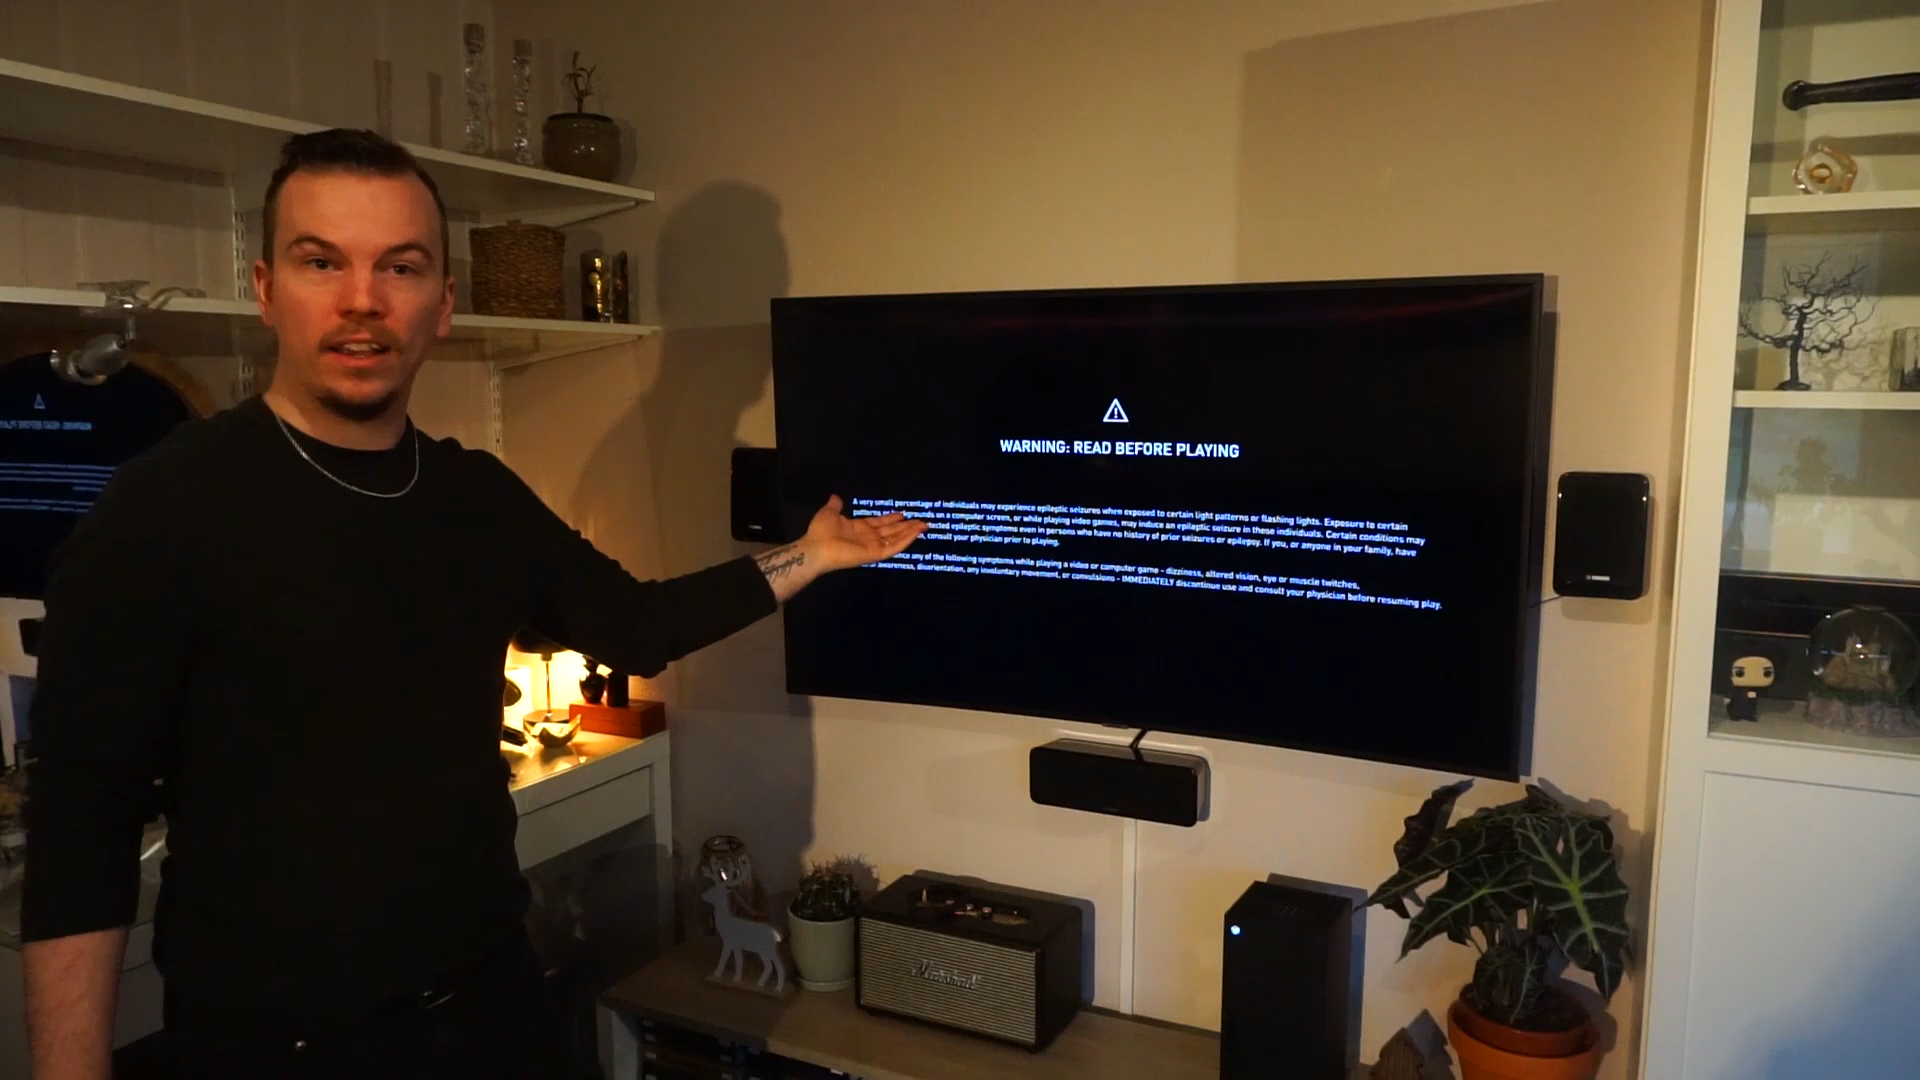 WARNING: READ BEFORE PLAYING
A very small percentage of individuals may experience epileptic seizures when exposed to certain light patterns or flashing lights. Exposure to certain
patterns or backgrounds on a computer screen, or while playing video games, may induce an epileptic seizure in these individuals. Certain conditions may
epileptic symptoms even in persons who have no history of prior seizures or epilepsy. If you, or anyone in your family, have
consult your physician prior to playing.
any of the following symptoms while playing a video or computer game - dizziness, altered vision, eye or muscle twitches,
awareness, disorientation, any involuntary movement, or convulsions - IMMEDIATELY discontinue use and consult your physician before resuming play.
Marshall